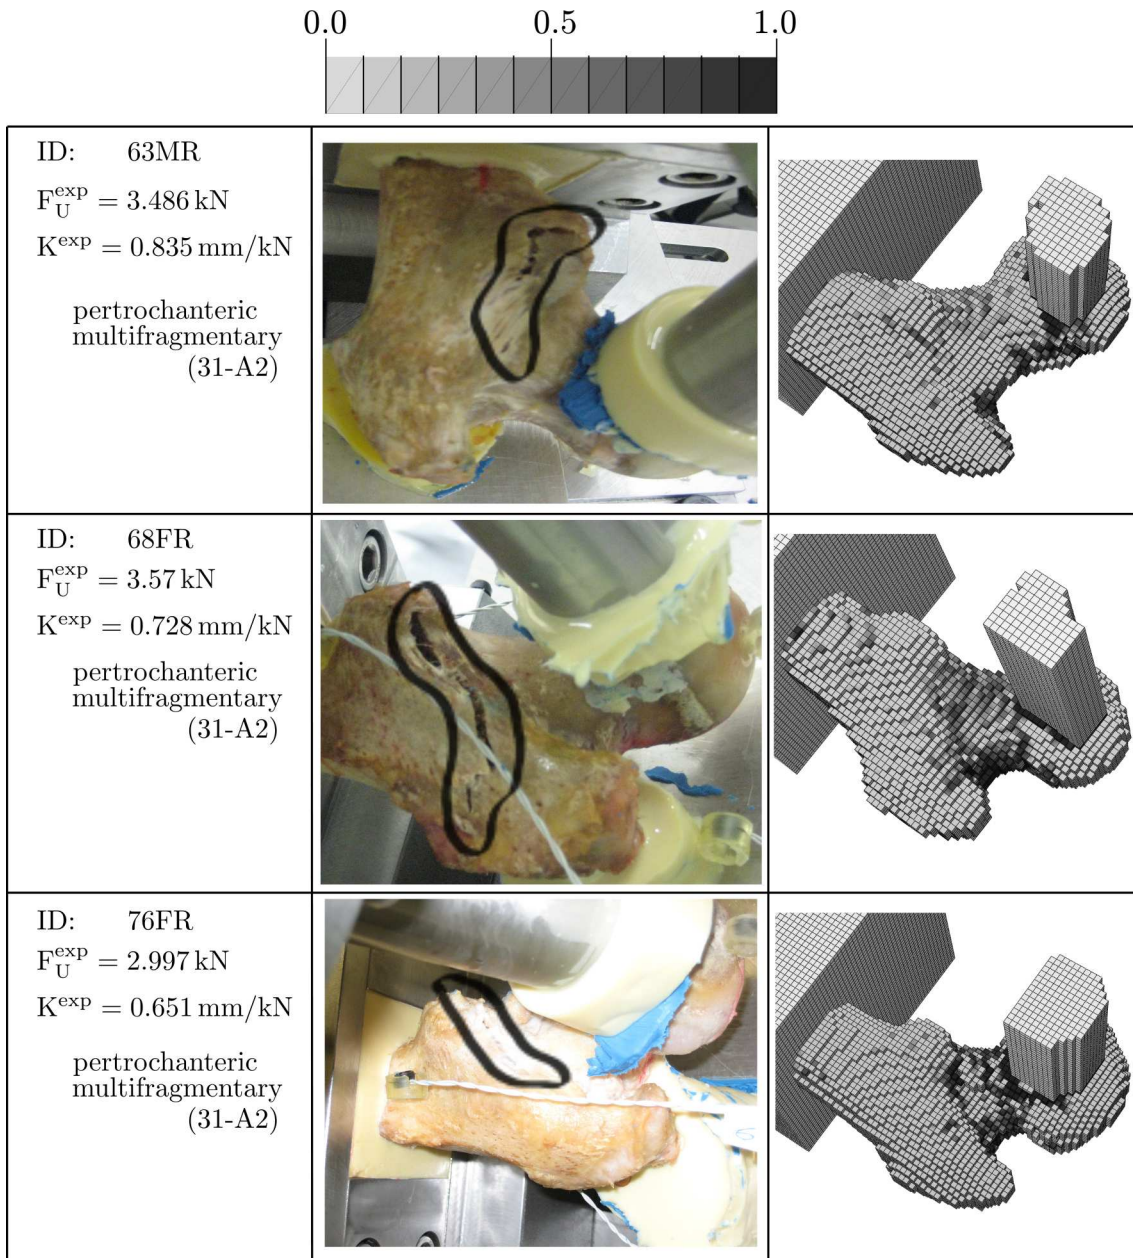 0.0 0.5 1.0
ID: 63MR
F_U^exp = 3.486 kN
K^exp = 0.835 mm/kN
pertrochanteric
multifragmentary
(31-A2)
ID: 68FR
F_U^exp = 3.57 kN
K^exp = 0.728 mm/kN
pertrochanteric
multifragmentary
(31-A2)
ID: 76FR
F_U^exp = 2.997 kN
K^exp = 0.651 mm/kN
pertrochanteric
multifragmentary
(31-A2)